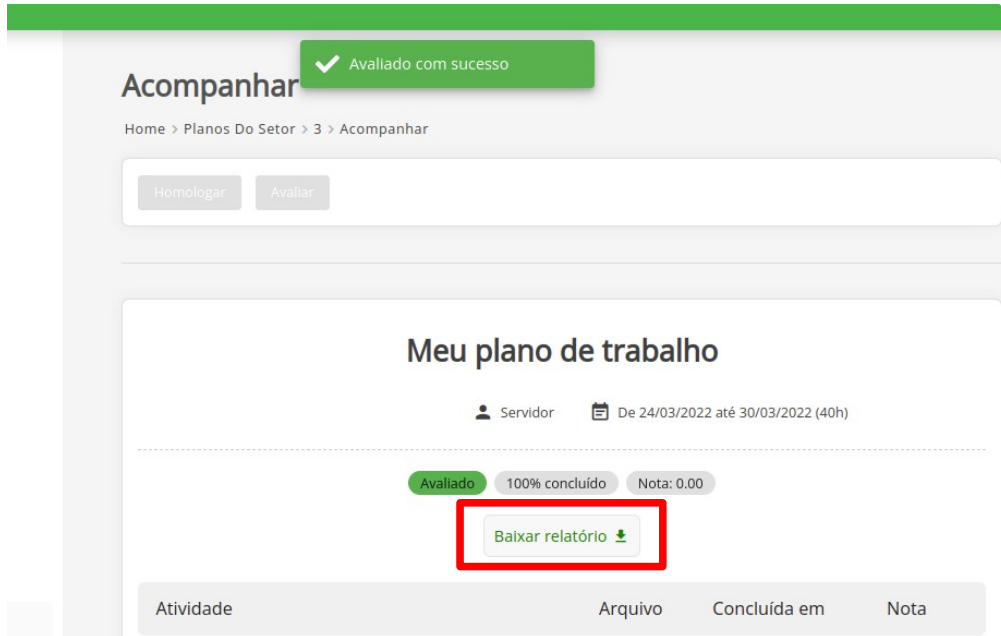 Avaliado com sucesso
Acompanhar
Home > Planos Do Setor > 3 > Acompanhar
Homologar Avaliar
Meu plano de trabalho
Servidor De 24/03/2022 até 30/03/2022 (40h)
Avaliado 100% concluído Nota: 0.00
Baixar relatório
Atividade Arquivo Concluída em Nota